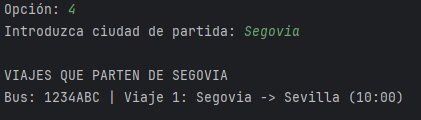 Opción: 4
Introduzca ciudad de partida: Segovia
VIAJES QUE PARTEN DE SEGOVIA
Bus: 1234ABC | Viaje 1: Segovia -> Sevilla (10:00)